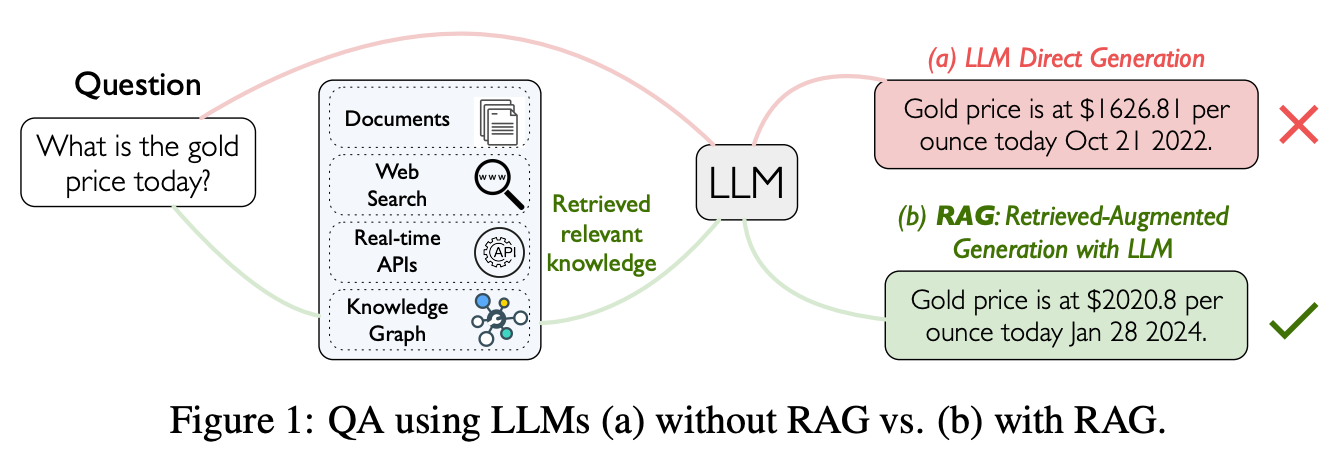 Question
What is the gold
price today?
Documents
Web
Search
www
Real-time
APIs
API
Knowledge
Graph
Retrieved
relevant
knowledge
LLM
(a) LLM Direct Generation
Gold price is at $1626.81 per
ounce today Oct 21 2022.
(b) RAG: Retrieved-Augmented
Generation with LLM
Gold price is at $2020.8 per
ounce today Jan 28 2024.
Figure 1: QA using LLMs (a) without RAG vs. (b) with RAG.